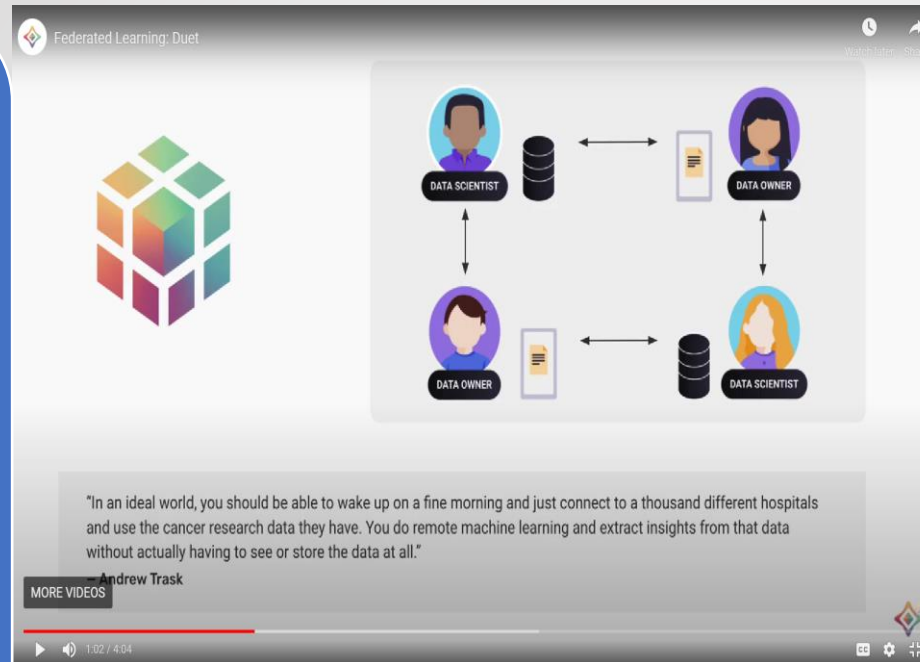 Federated Learning: Duet
Watch later
DATA SCIENTIST
DATA OWNER
DATA OWNER
DATA SCIENTIST
"In an ideal world, you should be able to wake up on a fine morning and just connect to a thousand different hospitals
and use the cancer research data they have. You do remote machine learning and extract insights from that data
without actually having to see or store the data at all."
– Andrew Trask
MORE VIDEOS
1:02 / 4:04
CC